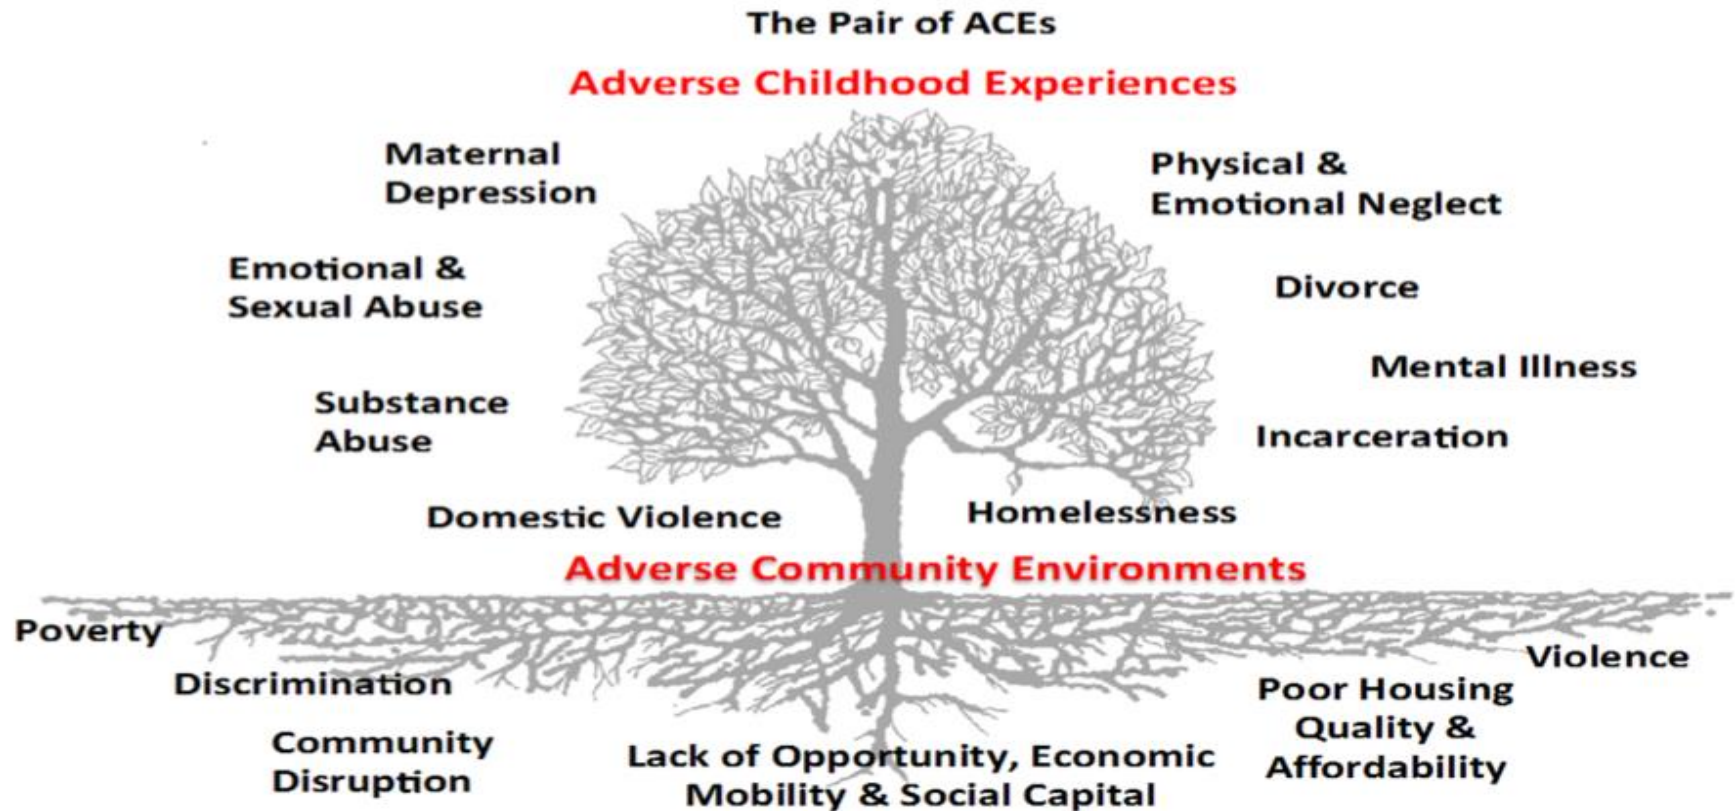 The Pair of ACEs
Adverse Childhood Experiences
Maternal
Depression
Physical &
Emotional Neglect
Emotional &
Sexual Abuse
Divorce
Mental Illness
Substance
Abuse
Incarceration
Domestic Violence
Homelessness
Adverse Community Environments
Poverty
Violence
Discrimination
Poor Housing
Quality &
Affordability
Community
Disruption
Lack of Opportunity, Economic
Mobility & Social Capital